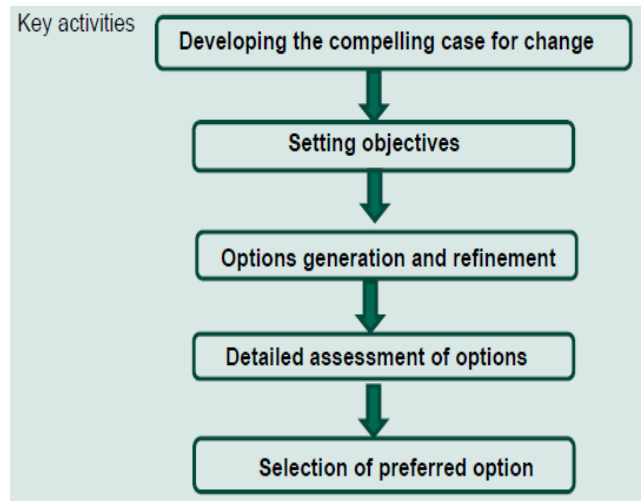 Key activities
Developing the compelling case for change
Setting objectives
Options generation and refinement
Detailed assessment of options
Selection of preferred option